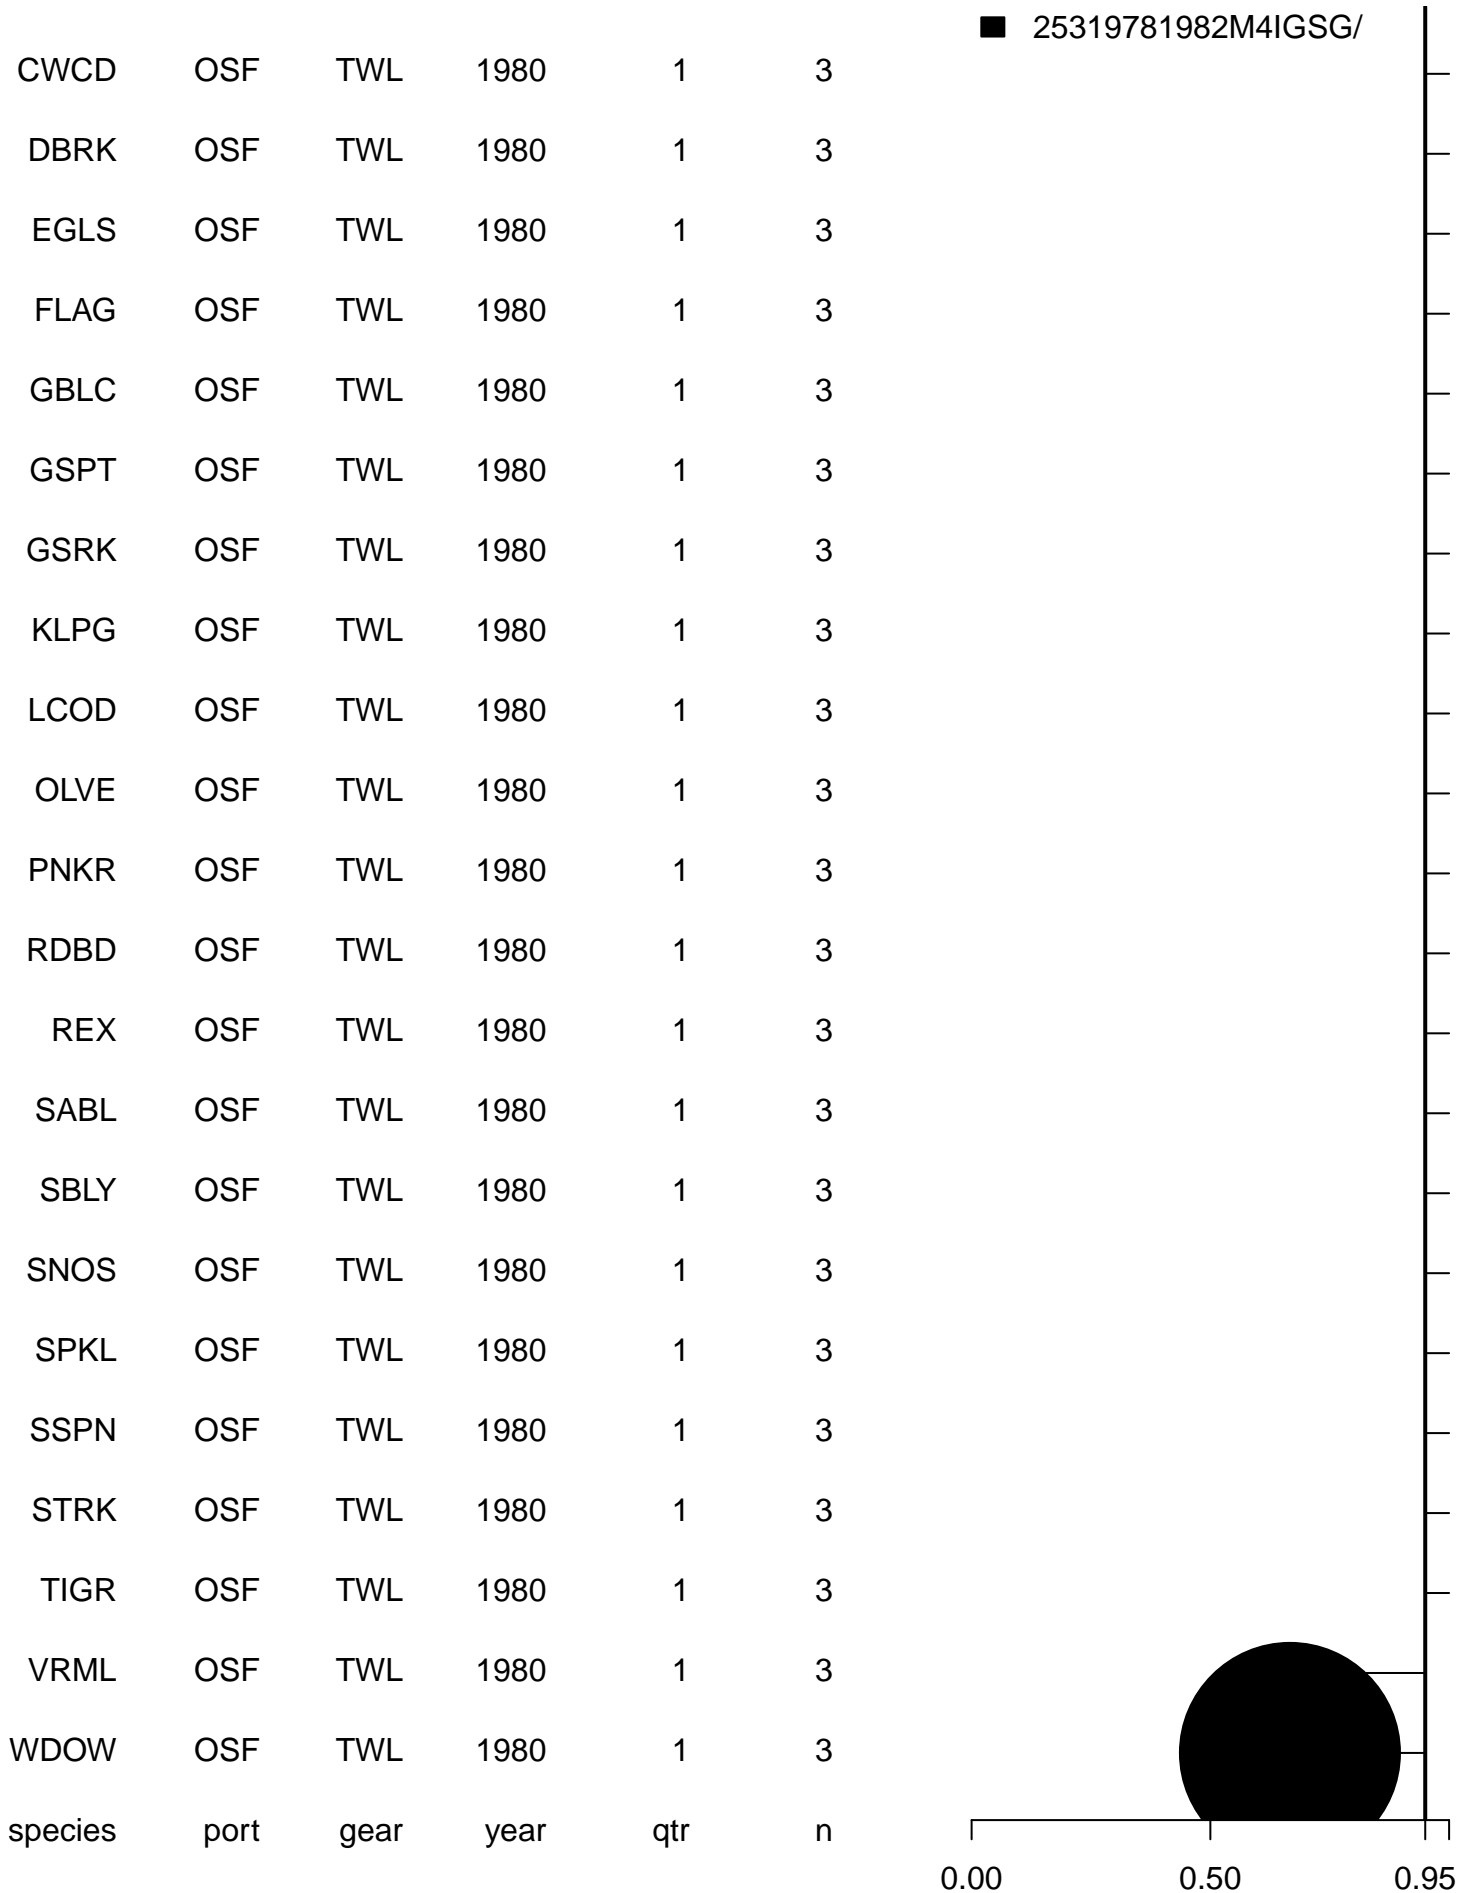 25319781982M4IGSG/
CWCD OSF TWL 1980 1 3
DBRK OSF TWL 1980 1 3
EGLS OSF TWL 1980 1 3
FLAG OSF TWL 1980 1 3
GBLC OSF TWL 1980 1 3
GSPT OSF TWL 1980 1 3
GSRK OSF TWL 1980 1 3
KLPG OSF TWL 1980 1 3
LCOD OSF TWL 1980 1 3
OLVE OSF TWL 1980 1 3
PNKR OSF TWL 1980 1 3
RDBD OSF TWL 1980 1 3
REX OSF TWL 1980 1 3
SABL OSF TWL 1980 1 3
SBLY OSF TWL 1980 1 3
SNOS OSF TWL 1980 1 3
SPKL OSF TWL 1980 1 3
SSPN OSF TWL 1980 1 3
STRK OSF TWL 1980 1 3
TIGR OSF TWL 1980 1 3
VRML OSF TWL 1980 1 3
WDOW OSF TWL 1980 1 3
species port gear year qtr n
0.00 0.50 0.95